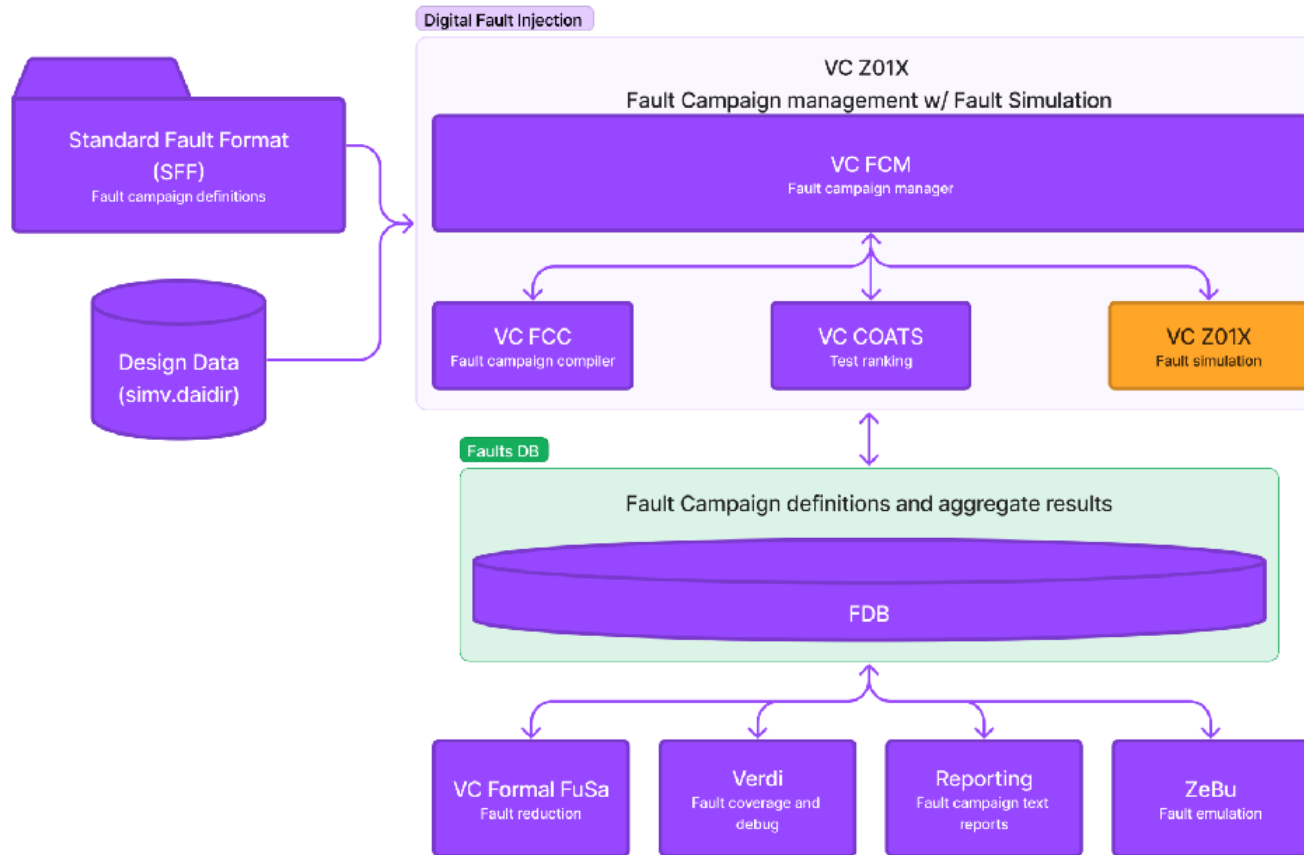 Digital Fault Injection
VC Z01X
Fault Campaign management w/ Fault Simulation
Standard Fault Format
(SFF)
Fault campaign definitions
VC FCM
Fault campaign manager
Design Data
(simv.daidir)
VC FCC
Fault campaign compiler
VC COATS
Test ranking
VC Z01X
Fault simulation
Faults DB
Fault Campaign definitions and aggregate results
FDB
VC Formal FuSa
Fault reduction
Verdi
Fault coverage and
debug
Reporting
Fault campaign text
reports
ZeBu
Fault emulation